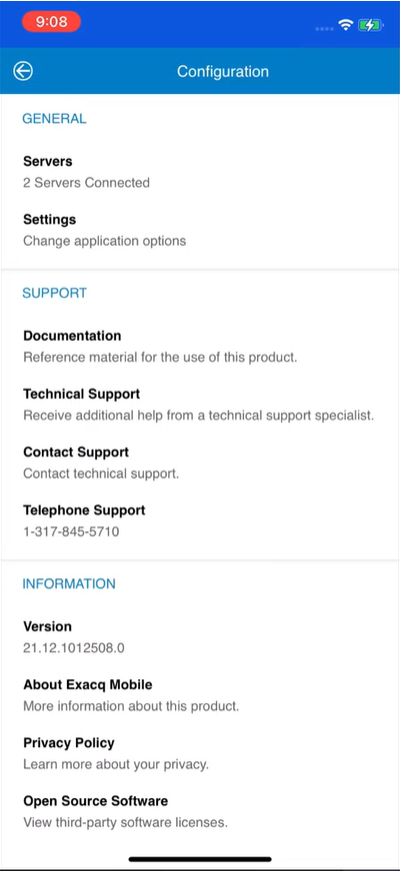 9:08
Configuration
GENERAL
Servers
2 Servers Connected
Settings
Change application options
SUPPORT
Documentation
Reference material for the use of this product.
Technical Support
Receive additional help from a technical support specialist.
Contact Support
Contact technical support.
Telephone Support
1-317-845-5710
INFORMATION
Version
21.12.1012508.0
About Exacq Mobile
More information about this product.
Privacy Policy
Learn more about your privacy.
Open Source Software
View third-party software licenses.